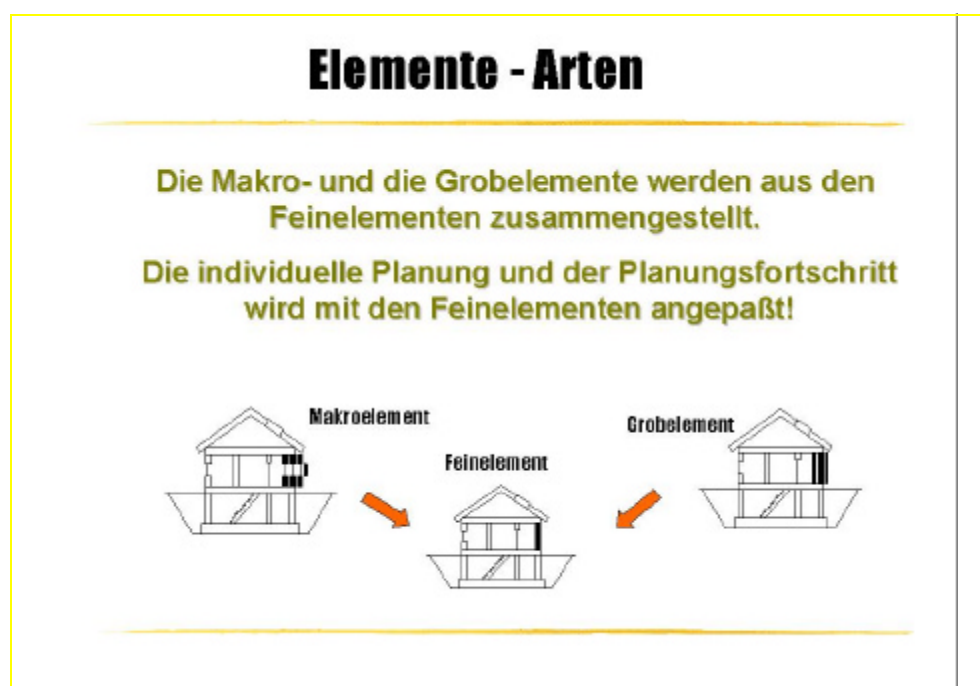 Elemente - Arten
Die Makro- und die Grobelemente werden aus den
Feinelementen zusammengestellt.
Die individuelle Planung und der Planungsfortschritt
wird mit den Feinelementen angepaßt!
Makroelement
Grobelement
Feinelement